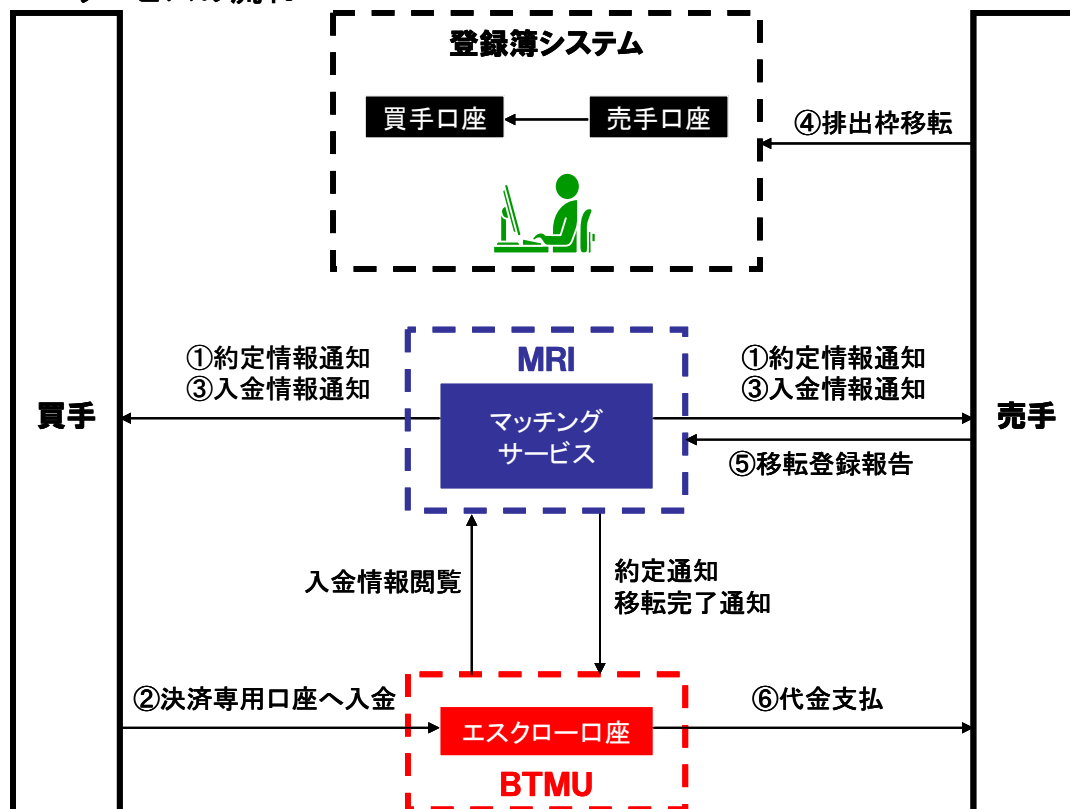 登録簿システム
買手口座
売手口座
④排出枠移転
①約定情報通知
③入金情報通知
MRI
①約定情報通知
③入金情報通知
買手
マッチング
サービス
売手
⑤移転登録報告
入金情報閲覧
約定通知
移転完了通知
②決済専用口座へ入金
⑥代金支払
エスクロー口座
BTMU